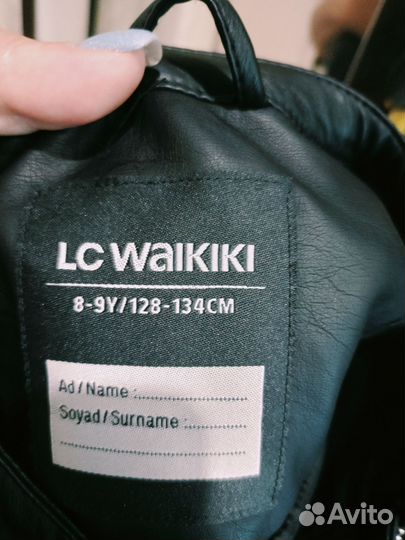 LC WAIKIKI
8-9Y/128-134CM
Ad/Name :....................
Soyad/Surname :...............
........................................
Avito